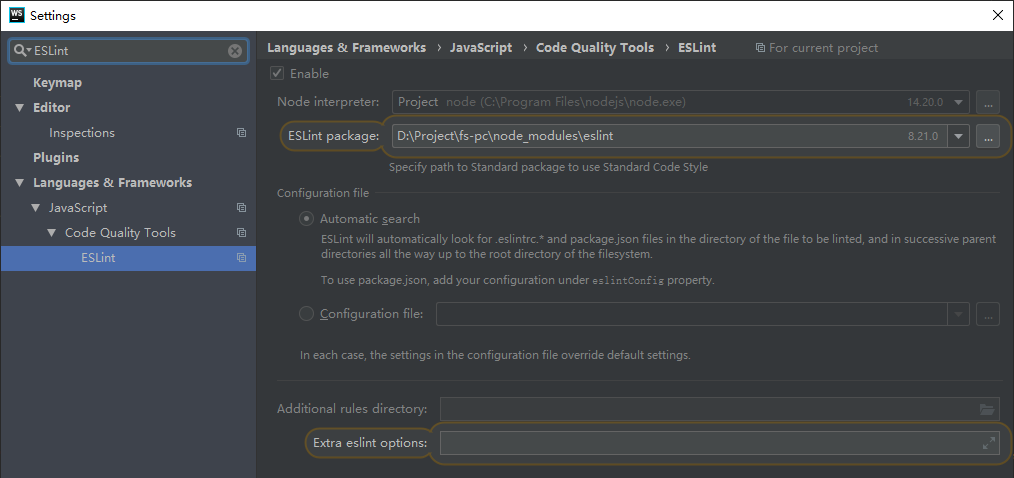 WS Settings
ESLint
Languages & Frameworks › JavaScript › Code Quality Tools › ESLint For current project
Keymap
Editor
Inspections
Plugins
Languages & Frameworks
JavaScript
Code Quality Tools
ESLint
Enable
Node interpreter: Project node (C:\Program Files\nodejs\node.exe) 14.20.0 ...
ESLint package: D:\Project\fs-pc\node_modules\eslint 8.21.0 ...
Specify path to Standard package to use Standard Code Style
Configuration file
Automatic search
ESLint will automatically look for .eslintrc.* and package.json files in the directory of the file to be linted, and in successive parent
directories all the way up to the root directory of the filesystem.
To use package.json, add your configuration under eslintConfig property.
Configuration file: ...
In each case, the settings in the configuration file override default settings.
Additional rules directory:
Extra eslint options: